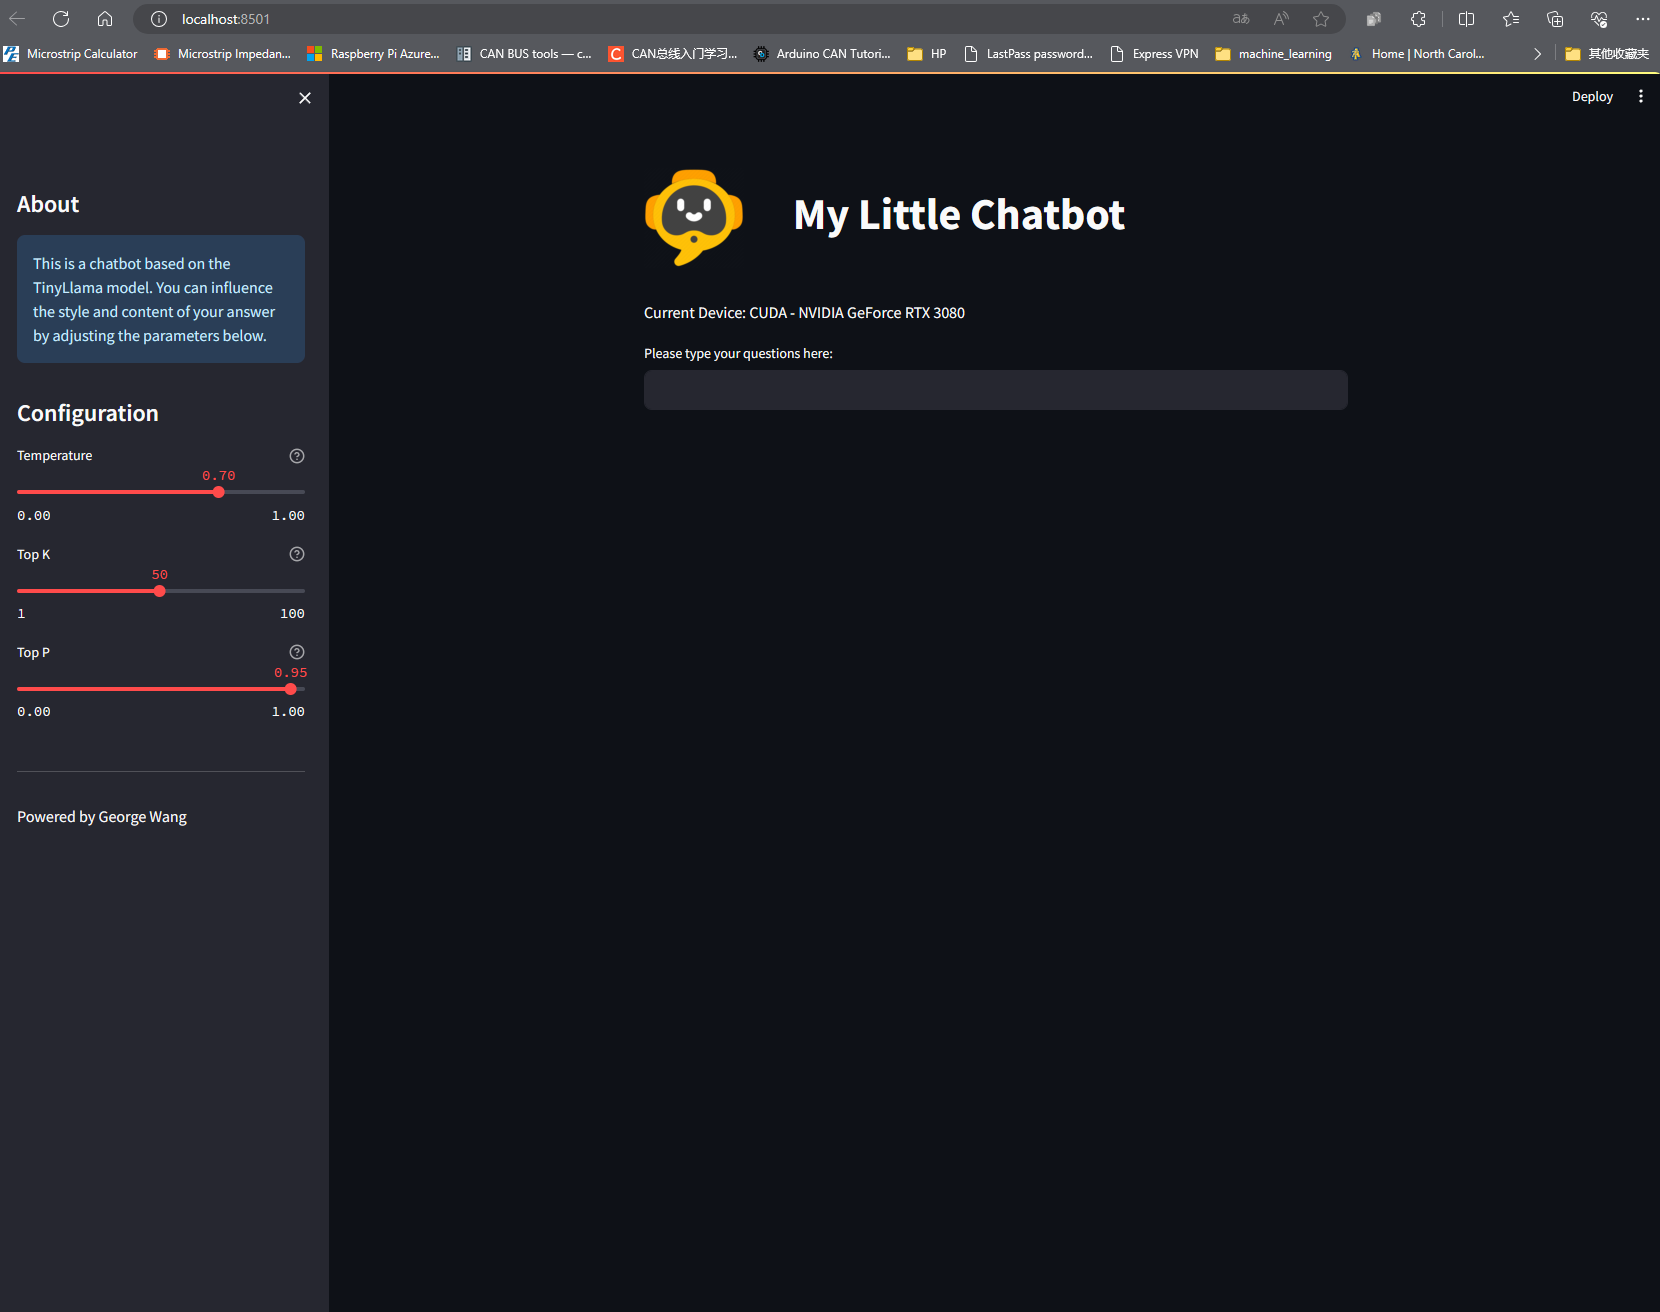 localhost:8501
Microstrip Calculator
Microstrip Impedan...
Raspberry Pi Azure...
CAN BUS tools — c...
CAN总线入门学习...
Arduino CAN Tutori...
HP
LastPass password...
Express VPN
machine_learning
Home | North Carol...
其他收藏夹
Deploy
About
This is a chatbot based on the
TinyLlama model. You can influence
the style and content of your answer
by adjusting the parameters below.
Configuration
Temperature
0.70
0.00 1.00
Top K
50
1 100
Top P
0.95
0.00 1.00
Powered by George Wang
My Little Chatbot
Current Device: CUDA - NVIDIA GeForce RTX 3080
Please type your questions here: